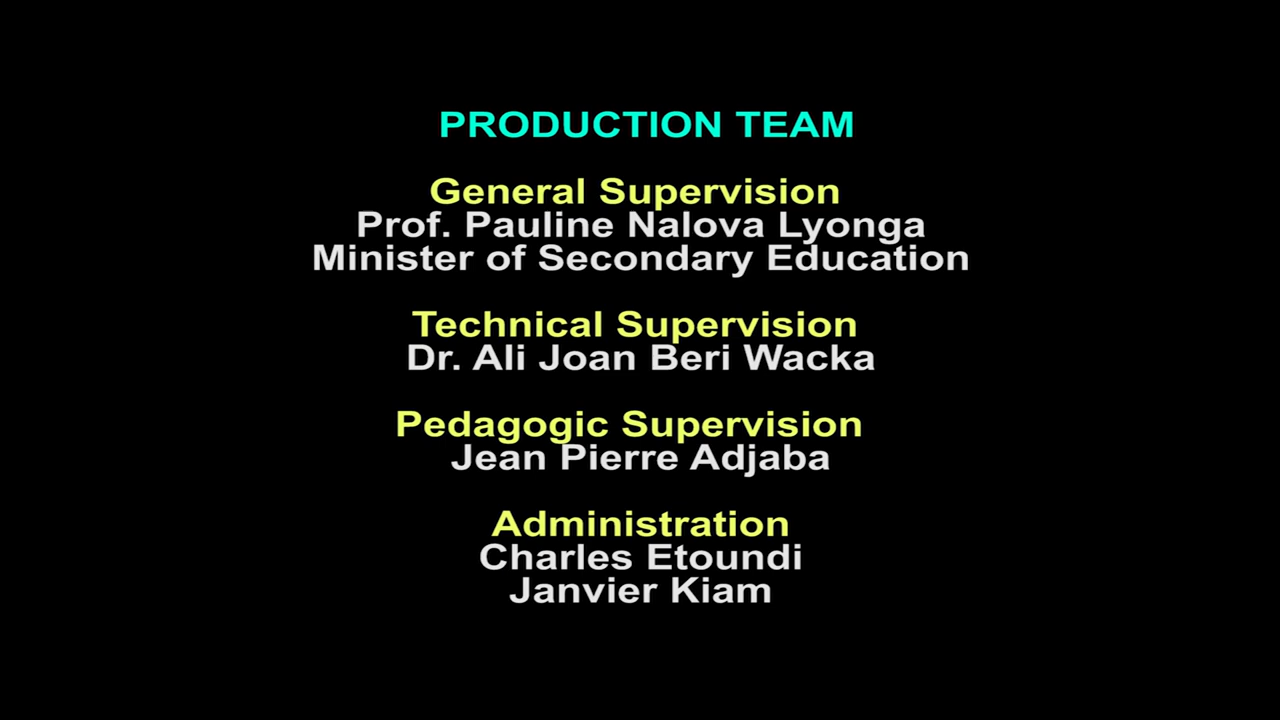 PRODUCTION TEAM
General Supervision
Prof. Pauline Nalova Lyonga
Minister of Secondary Education
Technical Supervision
Dr. Ali Joan Beri Wacka
Pedagogic Supervision
Jean Pierre Adjaba
Administration
Charles Etoundi
Janvier Kiam